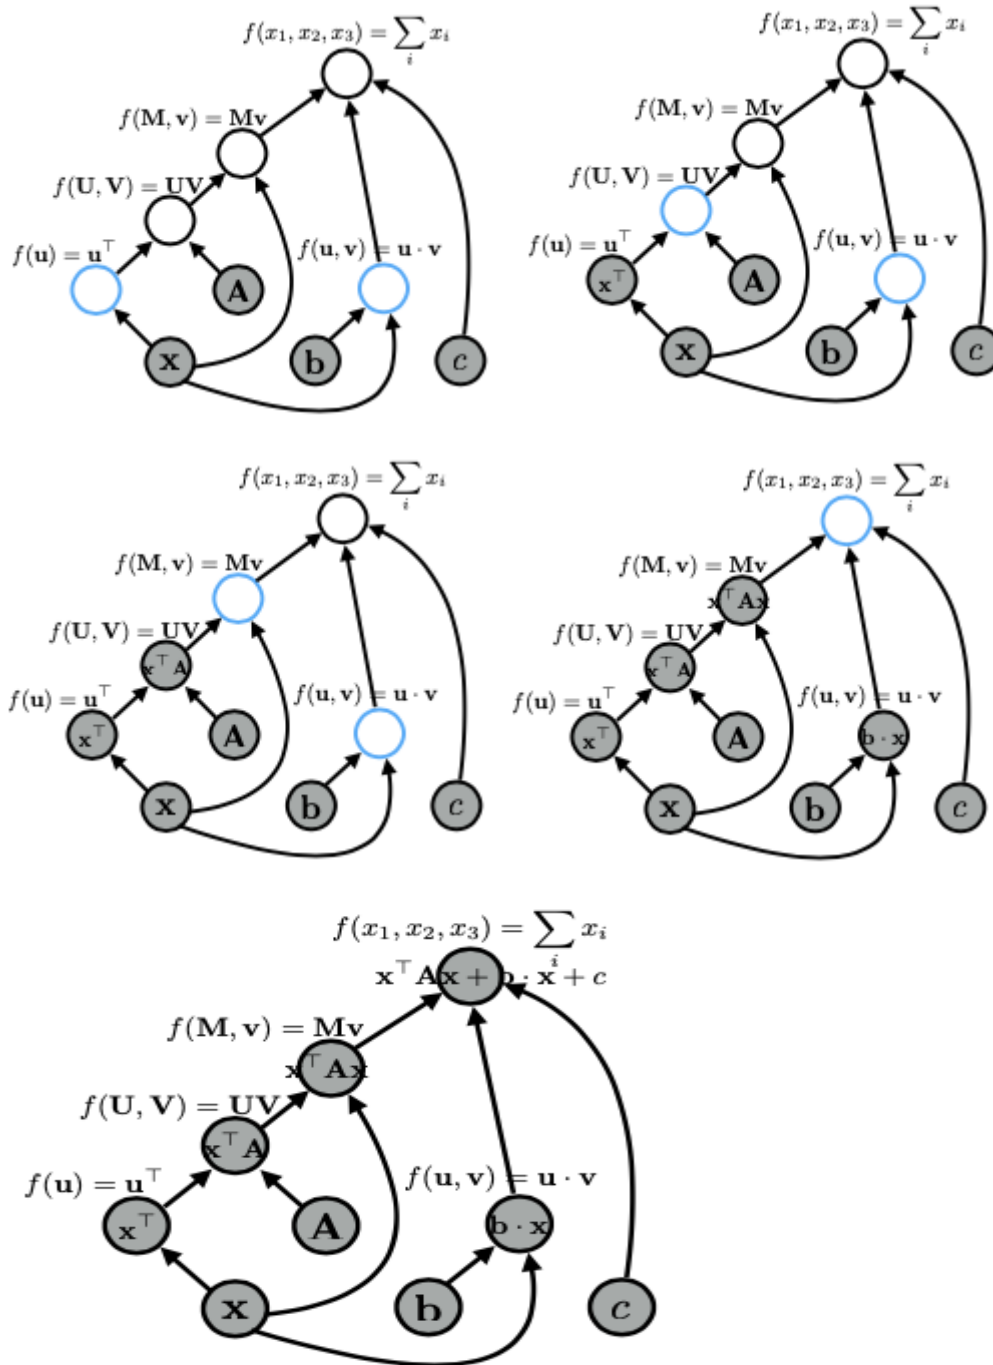 f(x₁, x₂, x₃) = ∑ᵢ xᵢ
f(M, v) = Mv
f(U, V) = UV
f(u) = u⊤
f(u, v) = u · v
A
x
b
c
f(x₁, x₂, x₃) = ∑ᵢ xᵢ
f(M, v) = Mv
f(U, V) = UV
f(u) = u⊤
f(u, v) = u · v
x⊤
A
x
b
c
f(x₁, x₂, x₃) = ∑ᵢ xᵢ
f(M, v) = Mv
f(U, V) = UV
x⊤A
f(u) = u⊤
f(u, v) = u · v
x⊤
A
x
b
c
f(x₁, x₂, x₃) = ∑ᵢ xᵢ
f(M, v) = Mv
x⊤Ax
f(U, V) = UV
x⊤A
f(u) = u⊤
f(u, v) = u · v
x⊤
A
b · x
x
b
c
f(x₁, x₂, x₃) = ∑ᵢ xᵢ
x⊤Ax + b · x + c
f(M, v) = Mv
x⊤Ax
f(U, V) = UV
x⊤A
f(u) = u⊤
f(u, v) = u · v
x⊤
A
b · x
x
b
c